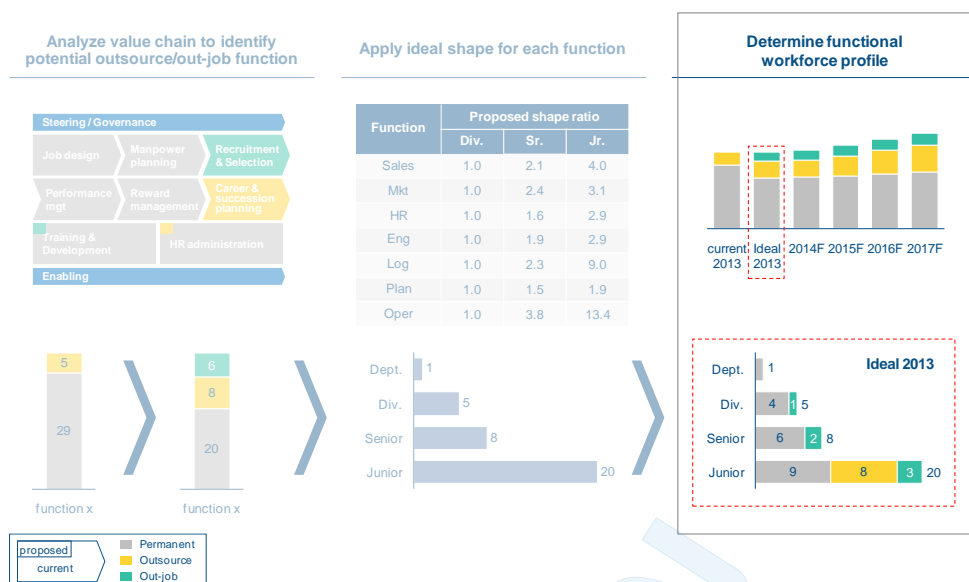 Analyze value chain to identify
potential outsource/out-job function
Steering / Governance
Job design
Manpower
planning
Recruitment
& Selection
Performance
mgt
Reward
management
Career &
succession
planning
Training &
Development
HR administration
Enabling
5
29
function x
6
8
20
function x
Apply ideal shape for each function
Function
Proposed shape ratio
Div. Sr. Jr.
Sales 1.0 2.1 4.0
Mkt 1.0 2.4 3.1
HR 1.0 1.6 2.9
Eng 1.0 1.9 2.9
Log 1.0 2.3 9.0
Plan 1.0 1.5 1.9
Oper 1.0 3.8 13.4
Dept. 1
Div. 5
Senior 8
Junior 20
Determine functional
workforce profile
current
2013
Ideal
2013
2014F 2015F 2016F 2017F
Ideal 2013
Dept. 1
Div. 4 1 5
Senior 6 2 8
Junior 9 8 3 20
proposed
current
Permanent
Outsource
Out-job